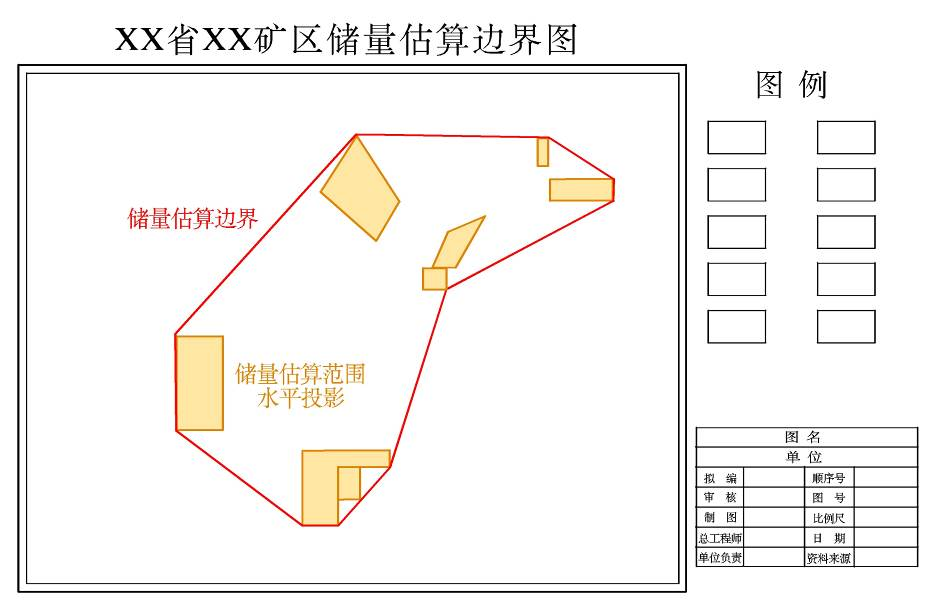 XX省XX矿区储量估算边界图
图 例
储量估算边界
储量估算范围
水平投影
图 名
单 位
拟 编 顺序号
审 核 图 号
制 图 比例尺
总工程师 日 期
单位负责 资料来源